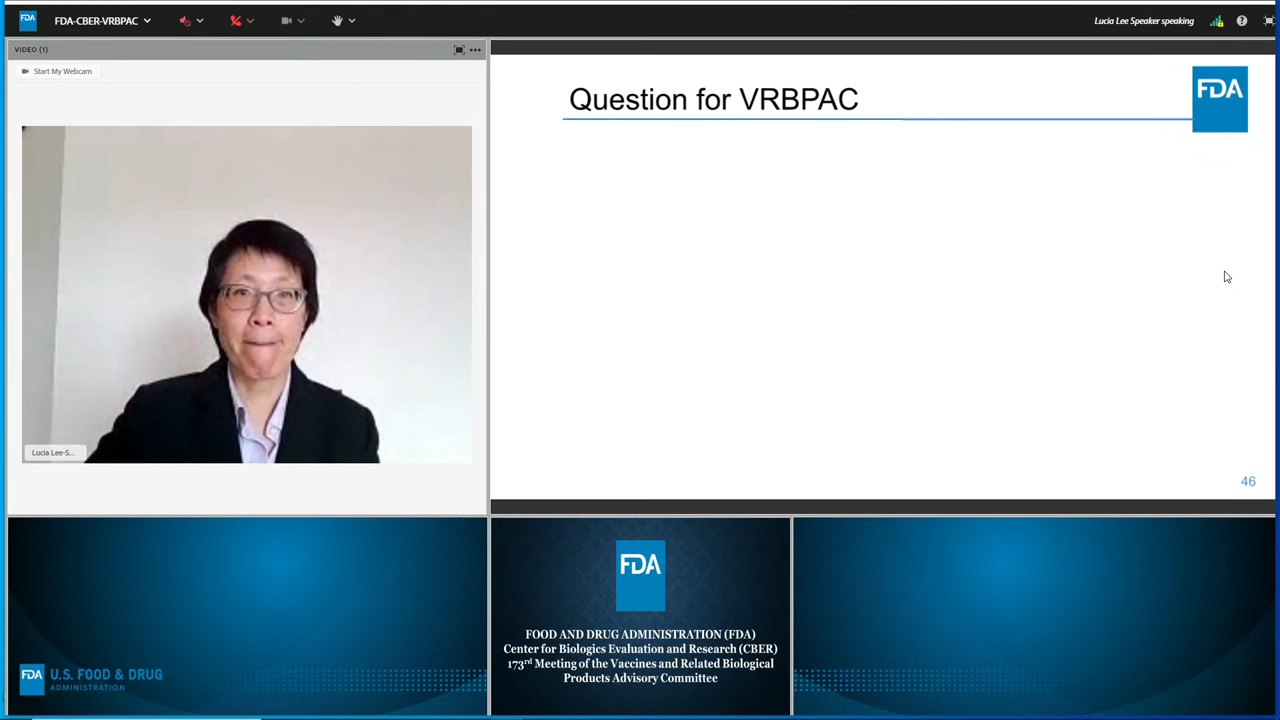 FDA
FDA-CBER-VRBPAC
Lucia Lee Speaker speaking
VIDEO (1)
Start My Webcam
Lucia Lee-S...
Question for VRBPAC
FDA
46
FDA
FOOD AND DRUG ADMINISTRATION (FDA)
Center for Biologics Evaluation and Research (CBER)
173rd Meeting of the Vaccines and Related Biological
Products Advisory Committee
FDA U.S. FOOD & DRUG
ADMINISTRATION